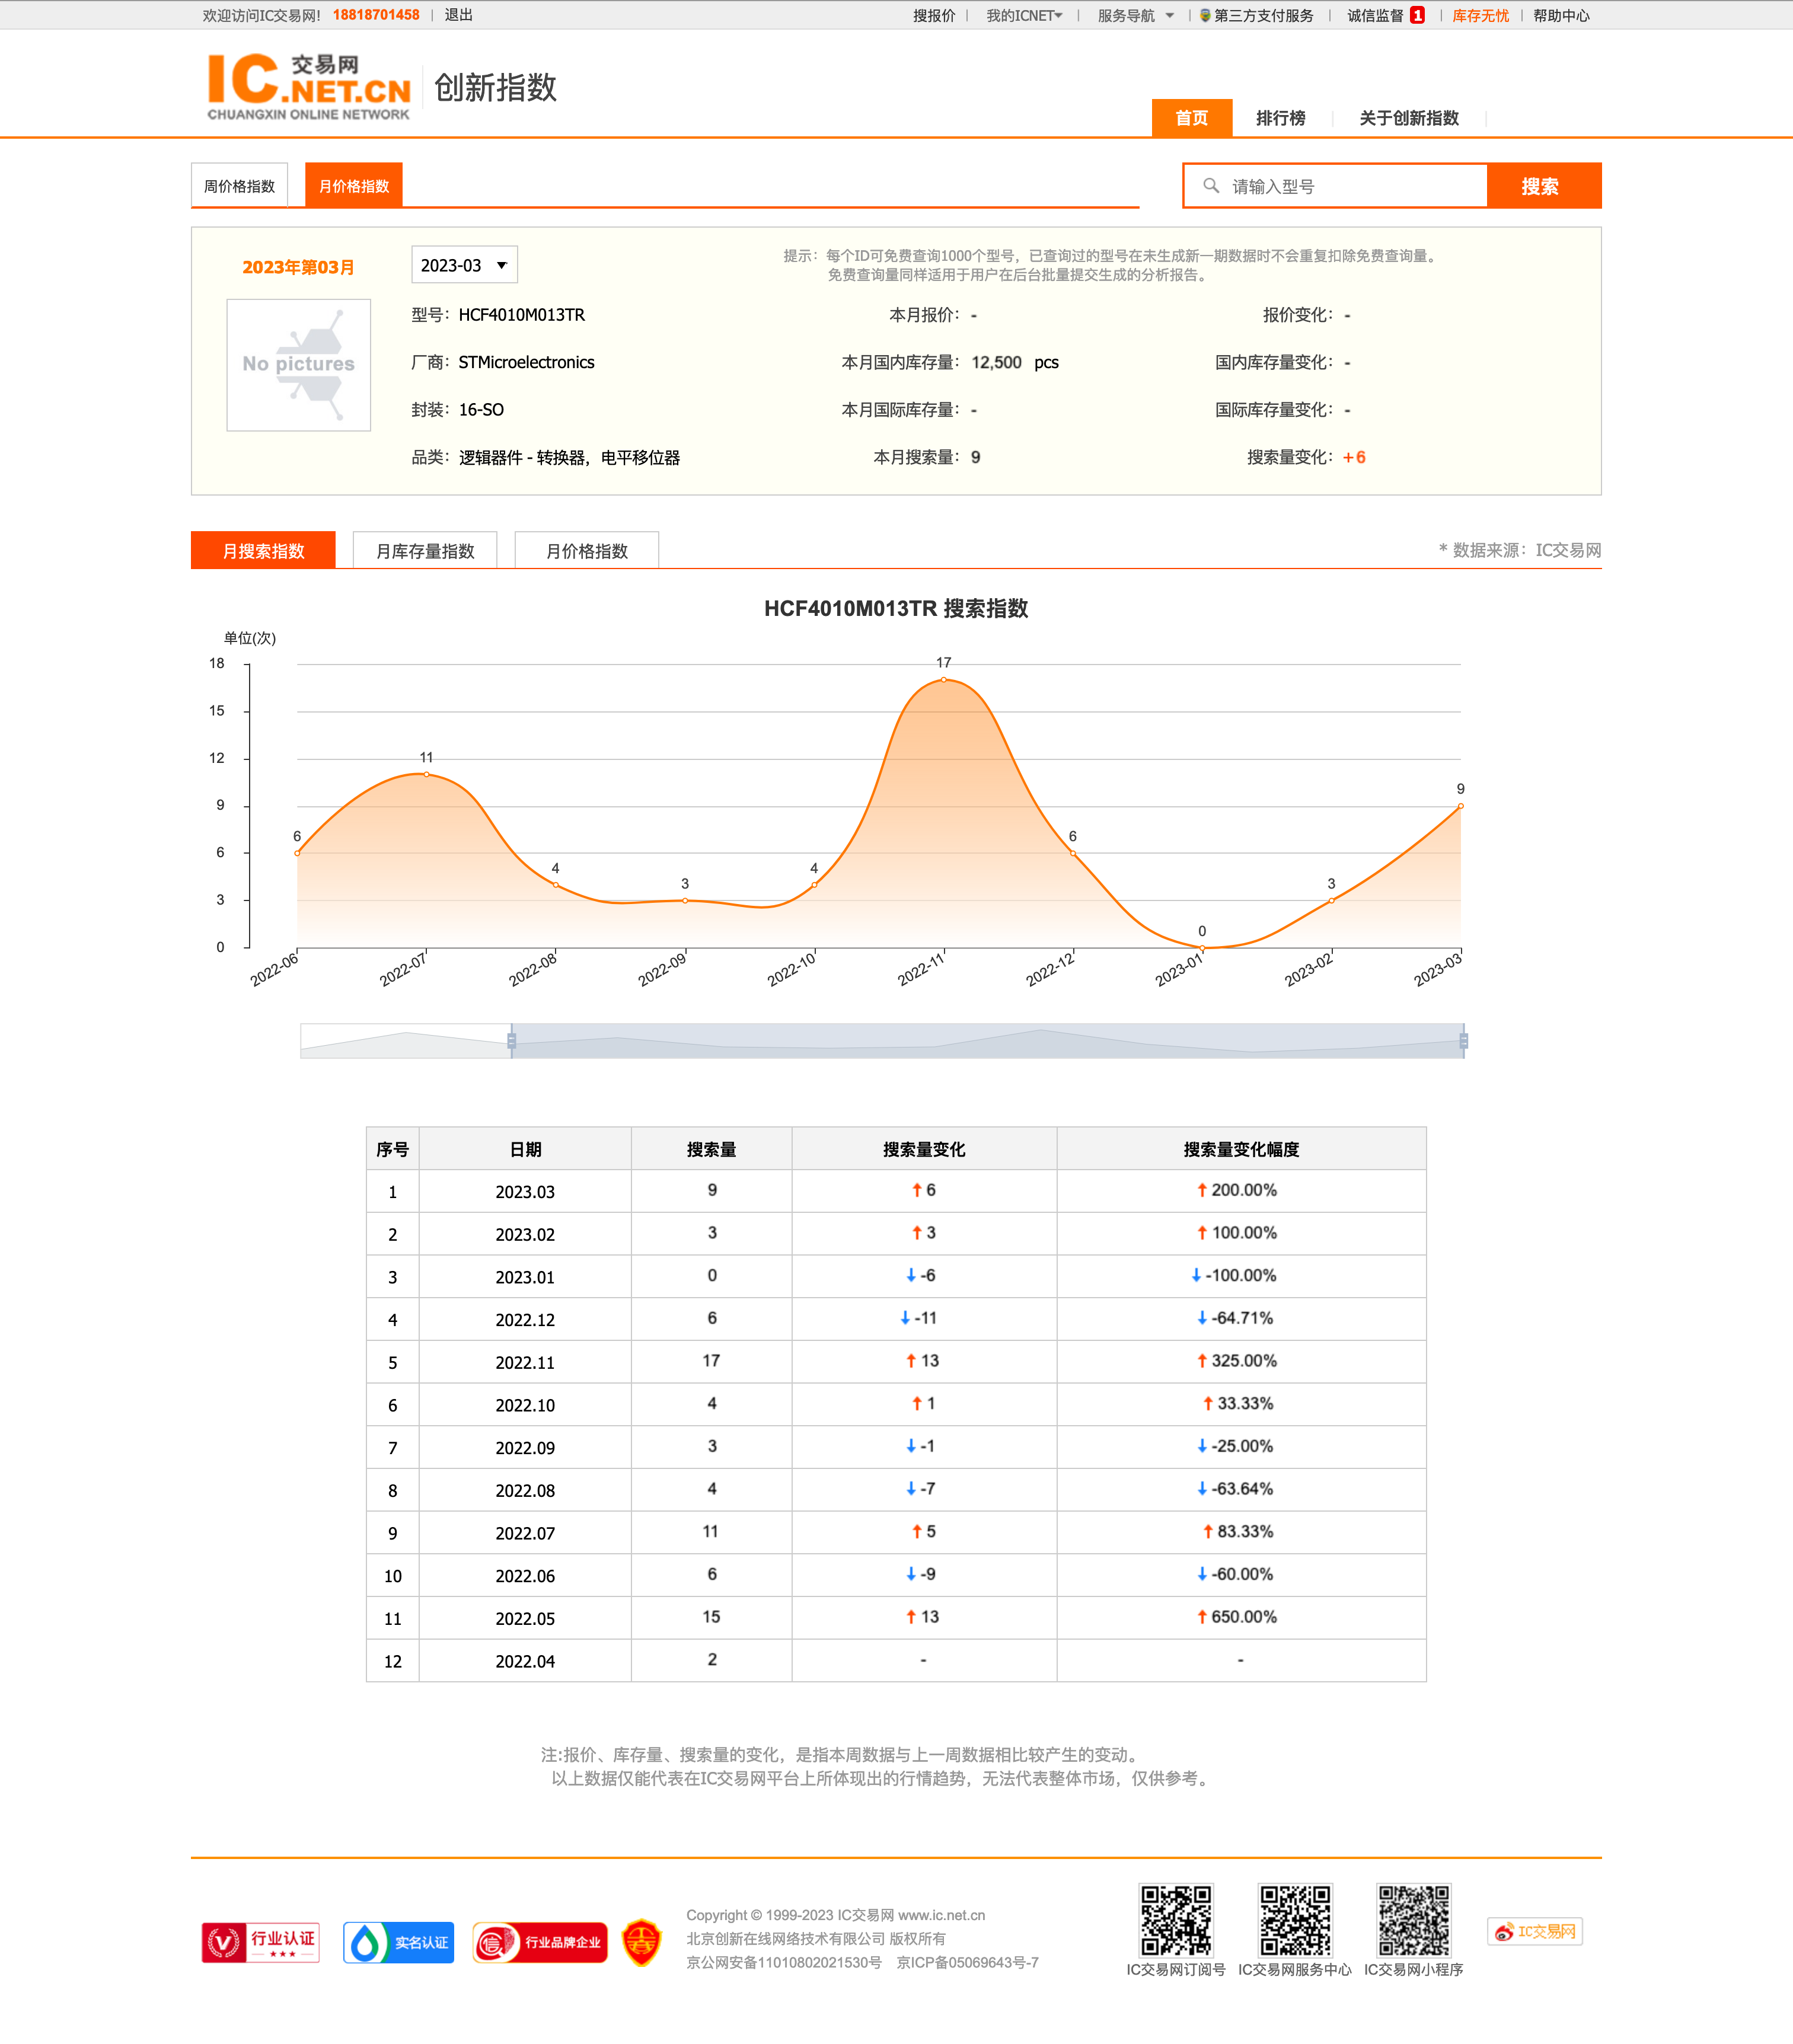 欢迎访问IC交易网! 18818701458 | 退出 搜报价 | 我的ICNET | 服务导航 | 第三方支付服务 | 诚信监督 1 | 库存无忧 | 帮助中心
IC交易网
.NET.CN
CHUANGXIN ONLINE NETWORK
创新指数
首页 排行榜 关于创新指数
周价格指数 月价格指数 请输入型号 搜索
2023年第03月 2023-03 提示：每个ID可免费查询1000个型号，已查询过的型号在未生成新一期数据时不会重复扣除免费查询量。
免费查询量同样适用于用户在后台批量提交生成的分析报告。
No pictures
型号：HCF4010M013TR 本月报价：- 报价变化：-
厂商：STMicroelectronics 本月国内库存量：12,500 pcs 国内库存量变化：-
封装：16-SO 本月国际库存量：- 国际库存量变化：-
品类：逻辑器件 - 转换器，电平移位器 本月搜索量：9 搜索量变化：+6
月搜索指数 月库存量指数 月价格指数 * 数据来源：IC交易网
HCF4010M013TR 搜索指数
单位(次)
18
15
12
9
6
3
0
6 11 4 3 4 17 6 0 3 9
2022-06 2022-07 2022-08 2022-09 2022-10 2022-11 2022-12 2023-01 2023-02 2023-03
序号 日期 搜索量 搜索量变化 搜索量变化幅度
1 2023.03 9 ↑6 ↑200.00%
2 2023.02 3 ↑3 ↑100.00%
3 2023.01 0 ↓-6 ↓-100.00%
4 2022.12 6 ↓-11 ↓-64.71%
5 2022.11 17 ↑13 ↑325.00%
6 2022.10 4 ↑1 ↑33.33%
7 2022.09 3 ↓-1 ↓-25.00%
8 2022.08 4 ↓-7 ↓-63.64%
9 2022.07 11 ↑5 ↑83.33%
10 2022.06 6 ↓-9 ↓-60.00%
11 2022.05 15 ↑13 ↑650.00%
12 2022.04 2 - -
注:报价、库存量、搜索量的变化，是指本周数据与上一周数据相比较产生的变动。
以上数据仅能代表在IC交易网平台上所体现出的行情趋势，无法代表整体市场，仅供参考。
行业认证
实名认证
信 行业品牌企业
Copyright © 1999-2023 IC交易网 www.ic.net.cn
北京创新在线网络技术有限公司 版权所有
京公网安备11010802021530号 京ICP备05069643号-7
IC交易网订阅号 IC交易网服务中心 IC交易网小程序
IC交易网